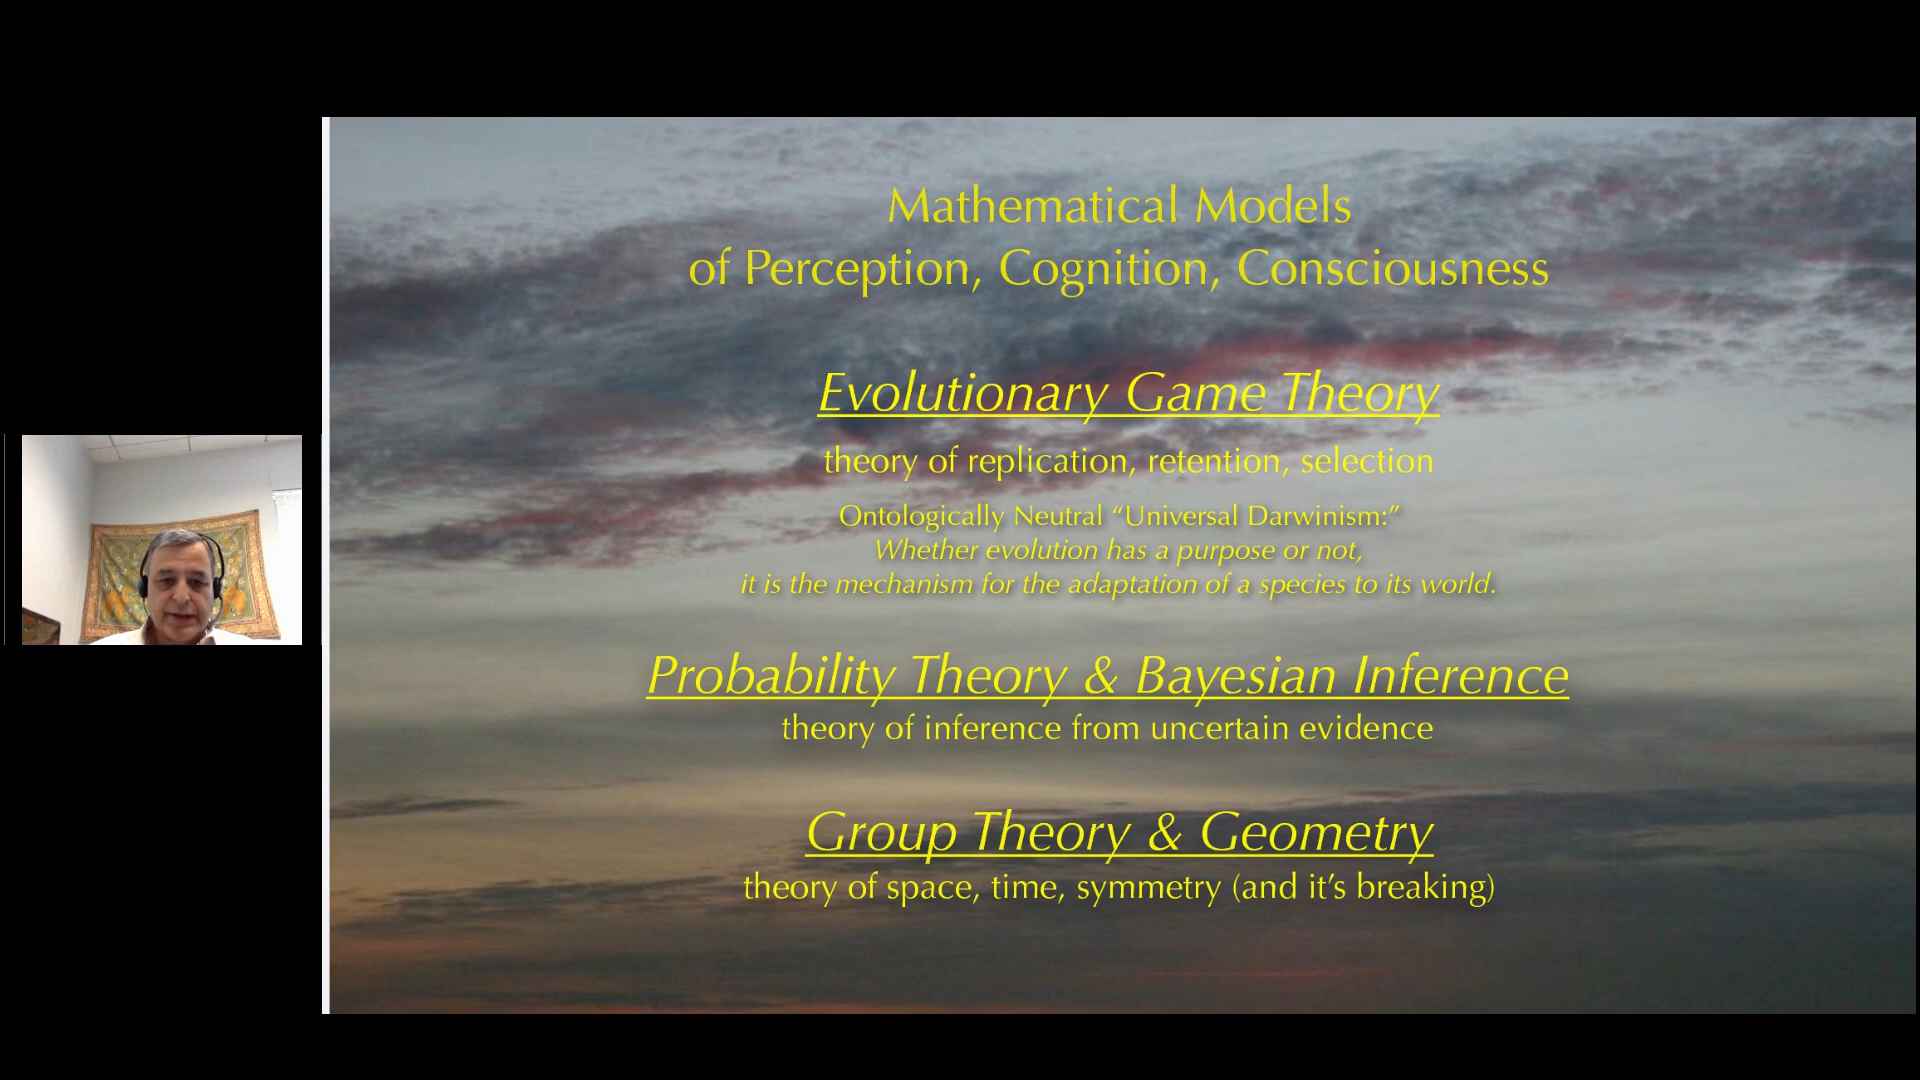 Mathematical Models
of Perception, Cognition, Consciousness
Evolutionary Game Theory
theory of replication, retention, selection
Ontologically Neutral “Universal Darwinism:”
Whether evolution has a purpose or not,
it is the mechanism for the adaptation of a species to its world.
Probability Theory & Bayesian Inference
theory of inference from uncertain evidence
Group Theory & Geometry
theory of space, time, symmetry (and it’s breaking)